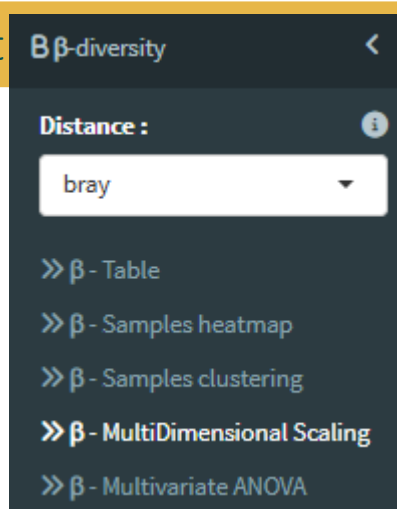 t
B β-diversity
Distance :
bray
β - Table
β - Samples heatmap
β - Samples clustering
β - MultiDimensional Scaling
β - Multivariate ANOVA